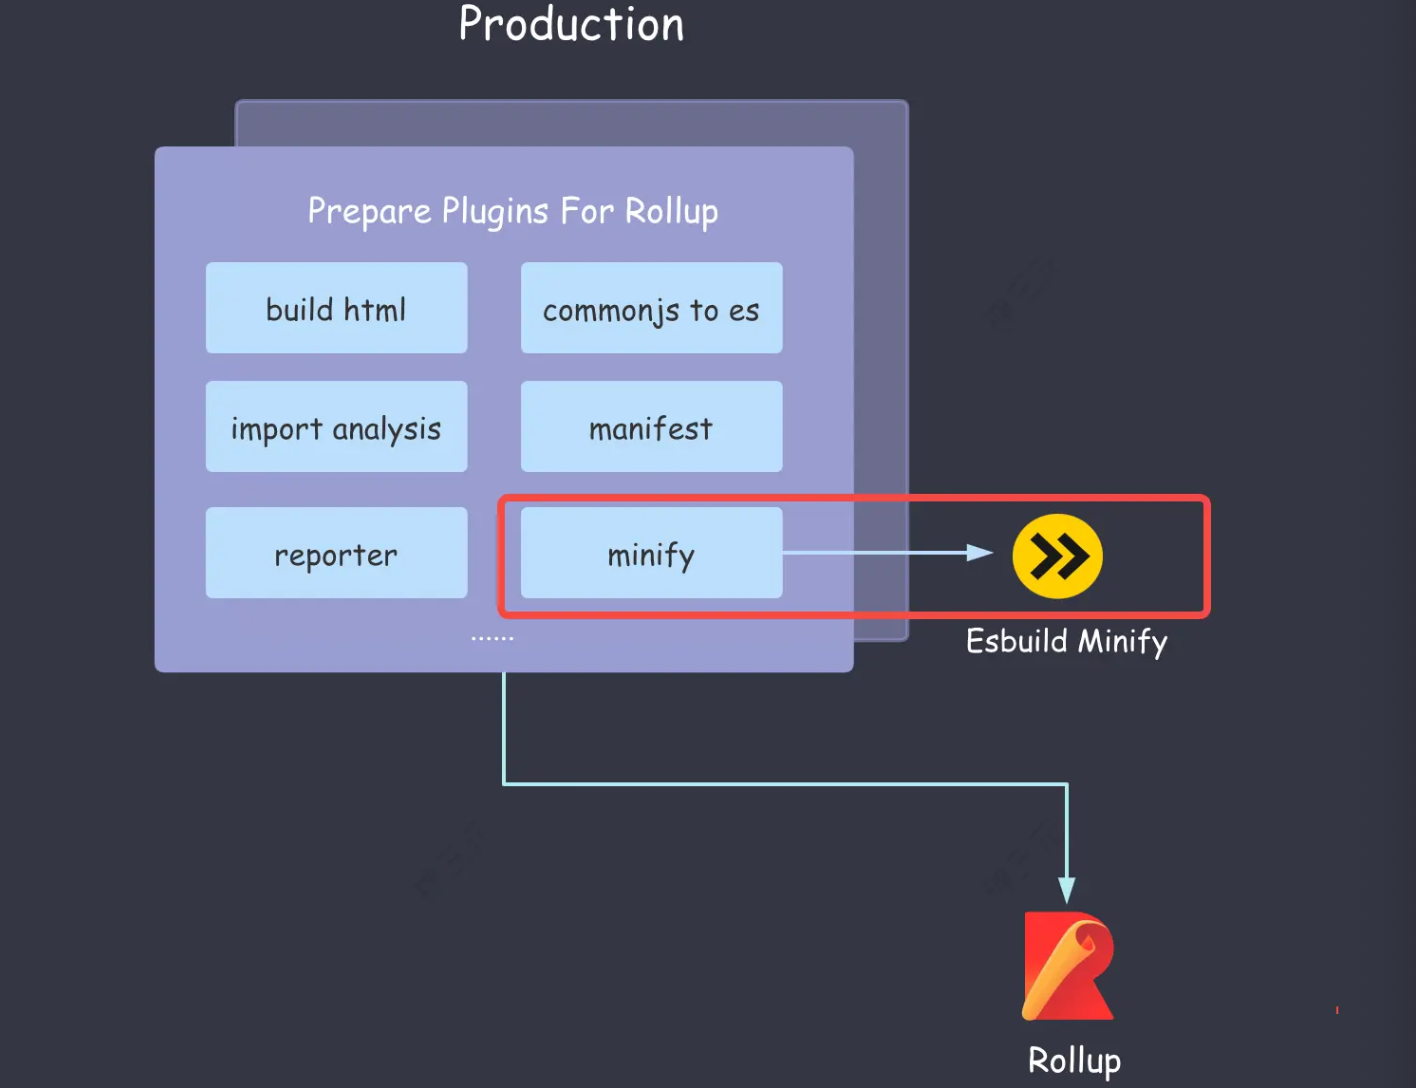 Production
Prepare Plugins For Rollup
build html
commonjs to es
import analysis
manifest
reporter
minify
......
Esbuild Minify
Rollup